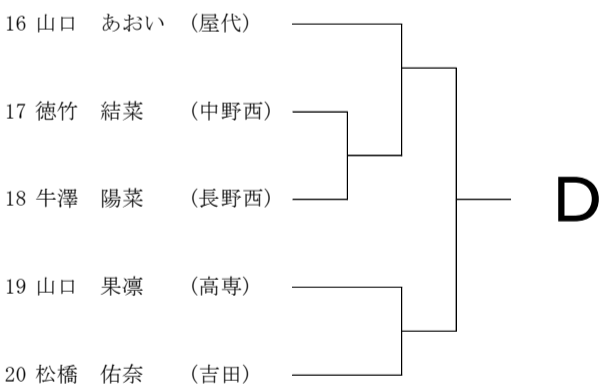 16 山口 あおい (屋代)
17 徳竹 結菜 (中野西)
18 牛澤 陽菜 (長野西)
D
19 山口 果凛 (高専)
20 松橋 佑奈 (吉田)